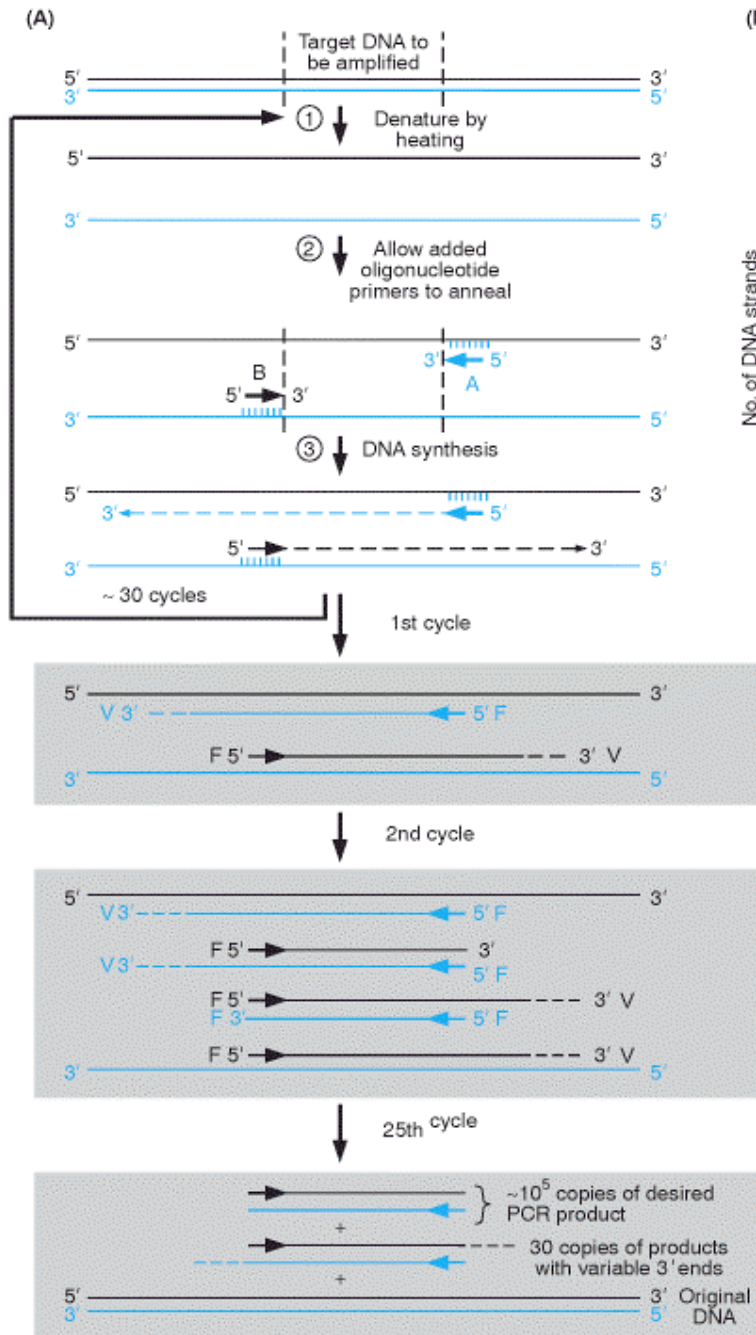 (A)
Target DNA to
be amplified
5′ 3′
3′ 5′
① Denature by
heating
5′ 3′
3′ 5′
② Allow added
oligonucleotide
primers to anneal
5′ 3′
3′ 5′
B A
5′ 3′
3′ 5′
③ DNA synthesis
5′ 3′
3′ 5′
5′ 3′
3′ 5′
~ 30 cycles
1st cycle
5′ 3′
V 3′ 5′ F
F 5′ 3′ V
3′ 5′
2nd cycle
5′ 3′
V 3′ 5′ F
F 5′ 3′
V 3′ 5′ F
F 5′ 3′ V
F 3′ 5′ F
F 5′ 3′ V
3′ 5′
25th cycle
~10⁵ copies of desired
PCR product
+
30 copies of products
with variable 3′ ends
+
5′ 3′ Original
3′ 5′ DNA
No. of DNA strands